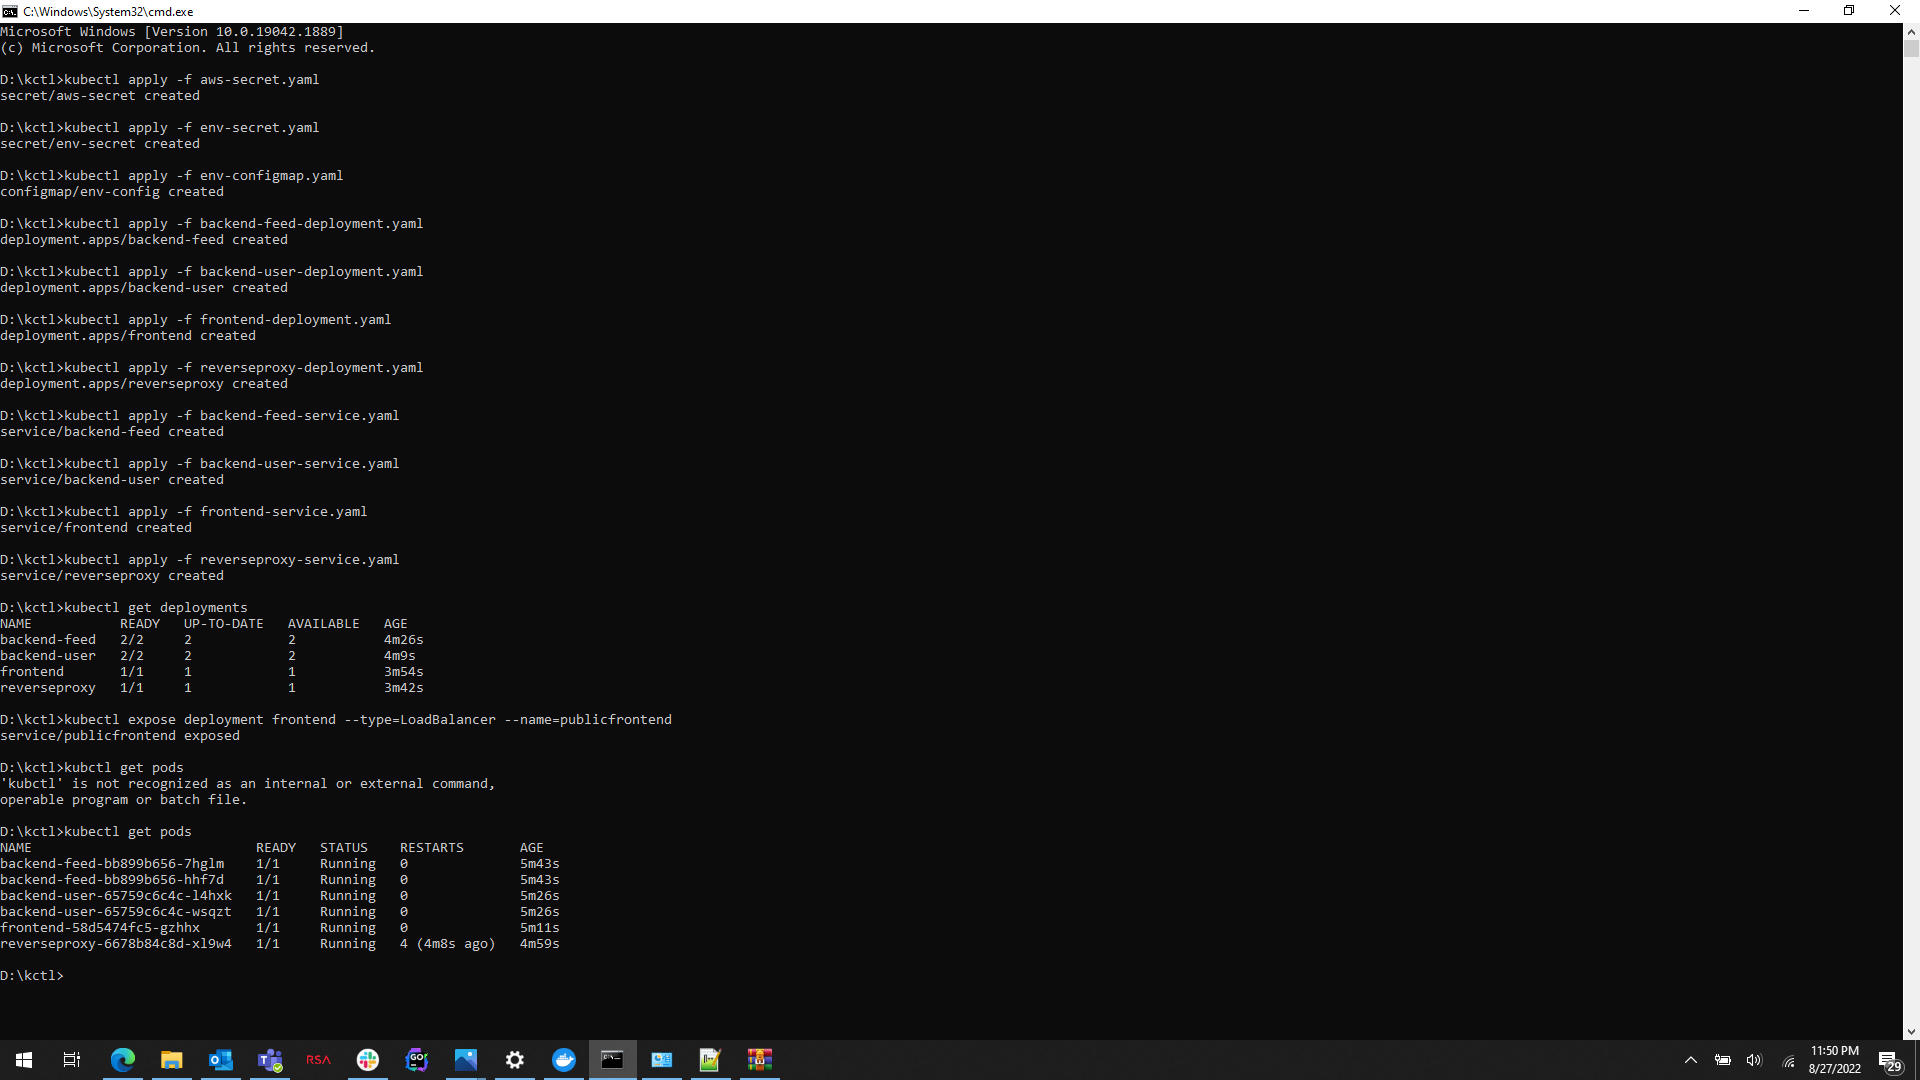 C:\Windows\System32\cmd.exe
Microsoft Windows [Version 10.0.19042.1889]
(c) Microsoft Corporation. All rights reserved.
D:\kctl>kubectl apply -f aws-secret.yaml
secret/aws-secret created
D:\kctl>kubectl apply -f env-secret.yaml
secret/env-secret created
D:\kctl>kubectl apply -f env-configmap.yaml
configmap/env-config created
D:\kctl>kubectl apply -f backend-feed-deployment.yaml
deployment.apps/backend-feed created
D:\kctl>kubectl apply -f backend-user-deployment.yaml
deployment.apps/backend-user created
D:\kctl>kubectl apply -f frontend-deployment.yaml
deployment.apps/frontend created
D:\kctl>kubectl apply -f reverseproxy-deployment.yaml
deployment.apps/reverseproxy created
D:\kctl>kubectl apply -f backend-feed-service.yaml
service/backend-feed created
D:\kctl>kubectl apply -f backend-user-service.yaml
service/backend-user created
D:\kctl>kubectl apply -f frontend-service.yaml
service/frontend created
D:\kctl>kubectl apply -f reverseproxy-service.yaml
service/reverseproxy created
D:\kctl>kubectl get deployments
NAME READY UP-TO-DATE AVAILABLE AGE
backend-feed 2/2 2 2 4m26s
backend-user 2/2 2 2 4m9s
frontend 1/1 1 1 3m54s
reverseproxy 1/1 1 1 3m42s
D:\kctl>kubectl expose deployment frontend --type=LoadBalancer --name=publicfrontend
service/publicfrontend exposed
D:\kctl>kubctl get pods
'kubctl' is not recognized as an internal or external command,
operable program or batch file.
D:\kctl>kubectl get pods
NAME READY STATUS RESTARTS AGE
backend-feed-bb899b656-7hglm 1/1 Running 0 5m43s
backend-feed-bb899b656-hhf7d 1/1 Running 0 5m43s
backend-user-65759c6c4c-l4hxk 1/1 Running 0 5m26s
backend-user-65759c6c4c-wsqzt 1/1 Running 0 5m26s
frontend-58d5474fc5-gzhhx 1/1 Running 0 5m11s
reverseproxy-6678b84c8d-xl9w4 1/1 Running 4 (4m8s ago) 4m59s
D:\kctl>
RSA
GO
11:50 PM
8/27/2022
29